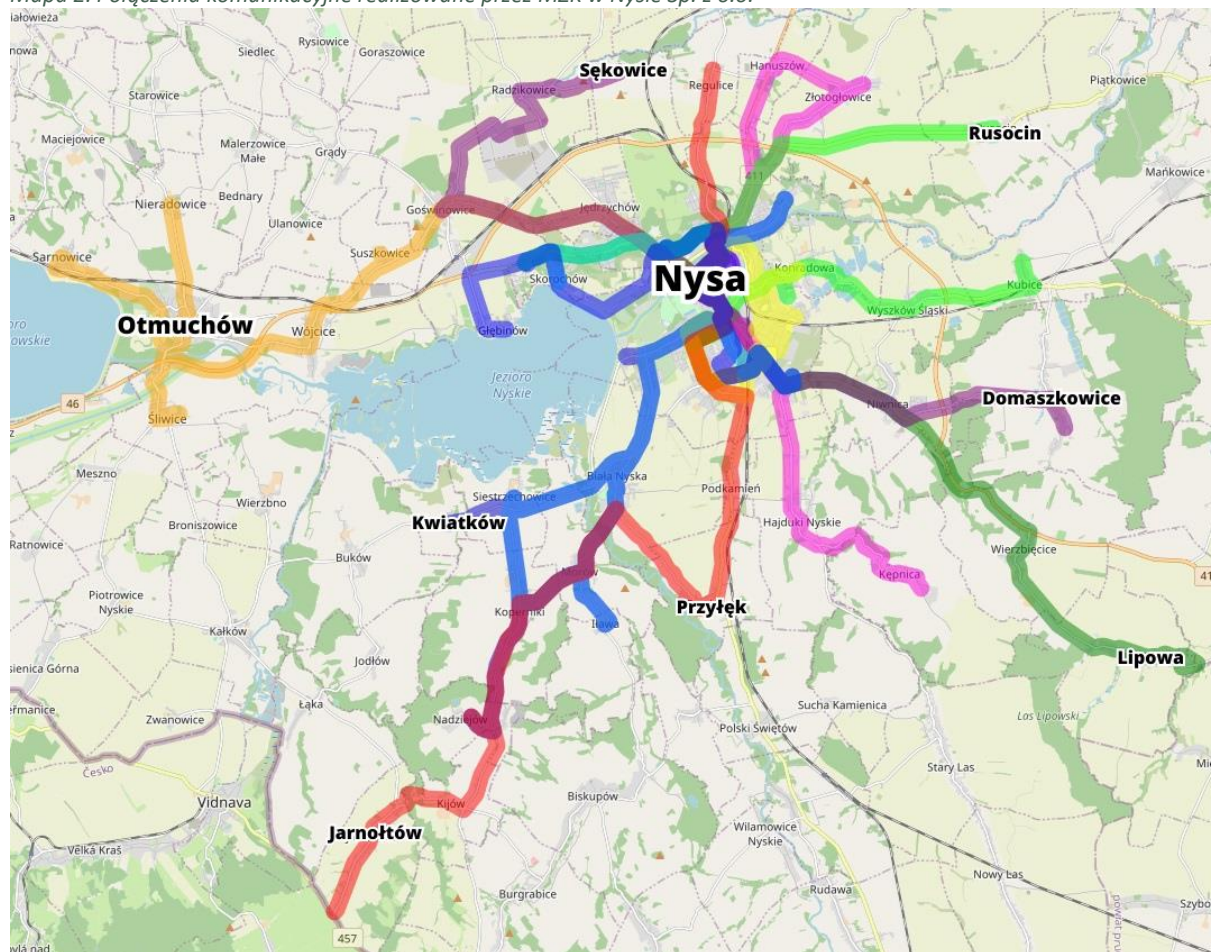 Mapa 2. Połączenia komunikacyjne realizowane przez MZK w Nysie Sp. z o.o.
Rysiowice
Siedlec
Goraszowice
Sękowice
Hanuszów
Regulice
Piątkowice
Starowice
Radzikowice
Złotogłowice
Rusocin
Maciejowice
Malerzowice
Małe
Grądy
411
Mańkowice
Bednary
Nieradowice
Goświnowice
Jędrzychów
Ulanowice
Suszkowice
Sarnowice
Skorochów
Nysa
Konradowa
Kubice
Wyszków Śląski
Otmuchów
Wójcice
Głębinów
Jezioro
Nyskie
46
Śliwice
Niwnica
Domaszkowice
Meszno
Wierzbno
Biała Nyska
Podkamień
Siestrzechowice
Kwiatków
Broniszowice
Hajduki Nyskie
Ratnowice
Buków
Wierzbięcice
Morów
Kępnica
41
Piotrowice
Nyskie
Koperniki
Iława
Przyłęk
Kałków
Jodłów
Lipowa
Łąka
Sucha Kamienica
Nadziejów
Las Lipowski
Zwanowice
Polski Świętów
Česko
Stary Las
Vidnava
Kijów
Biskupów
Jarnołtów
Wilamowice
Nyskie
Velká Kraš
Nowy Las
Burgrabice
Rudawa
457